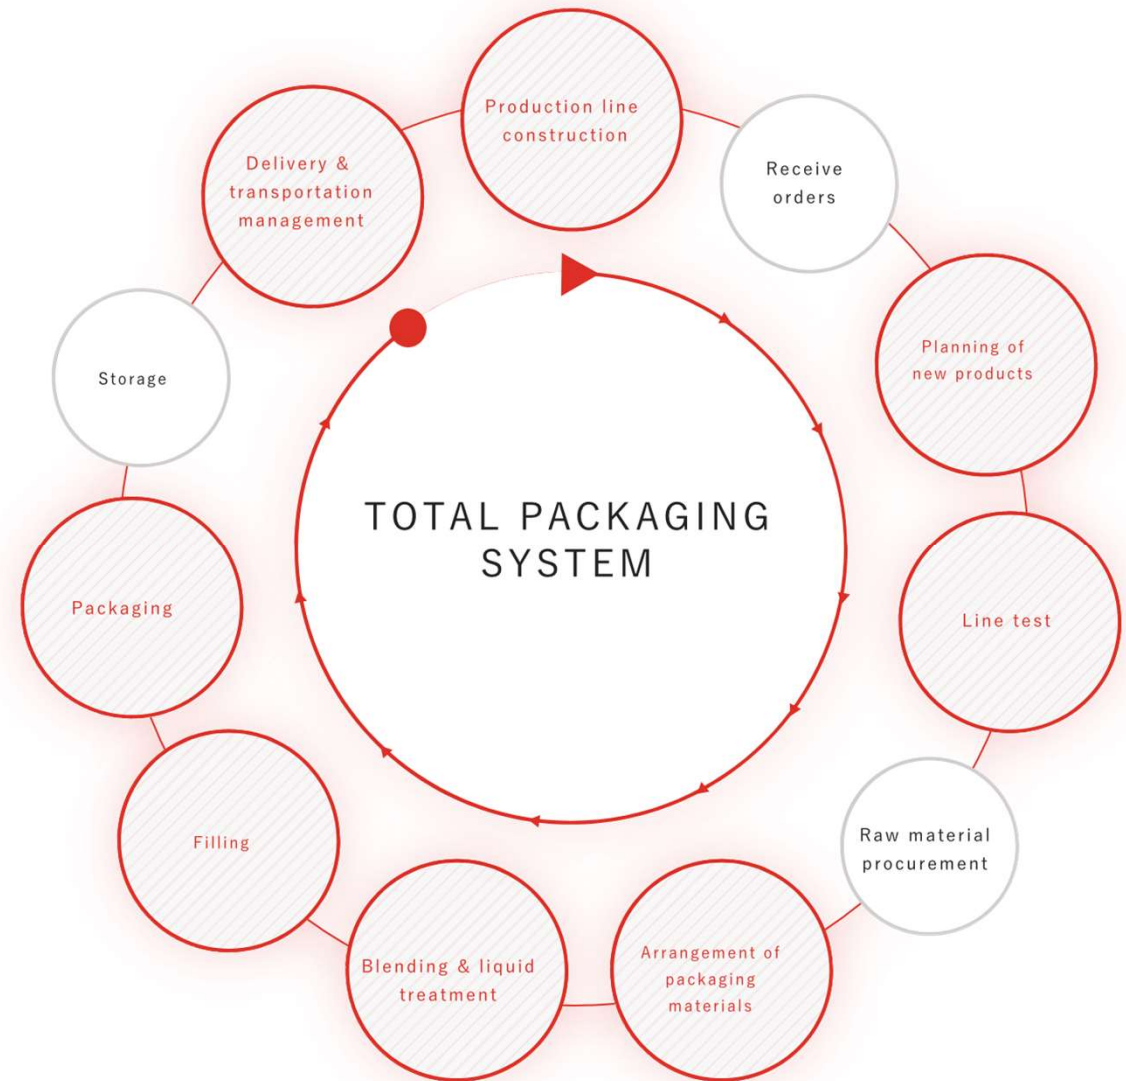 Production line
construction
Receive
orders
Planning of
new products
Line test
Raw material
procurement
Arrangement of
packaging
materials
Blending & liquid
treatment
Filling
Packaging
Storage
Delivery &
transportation
management
TOTAL PACKAGING
SYSTEM